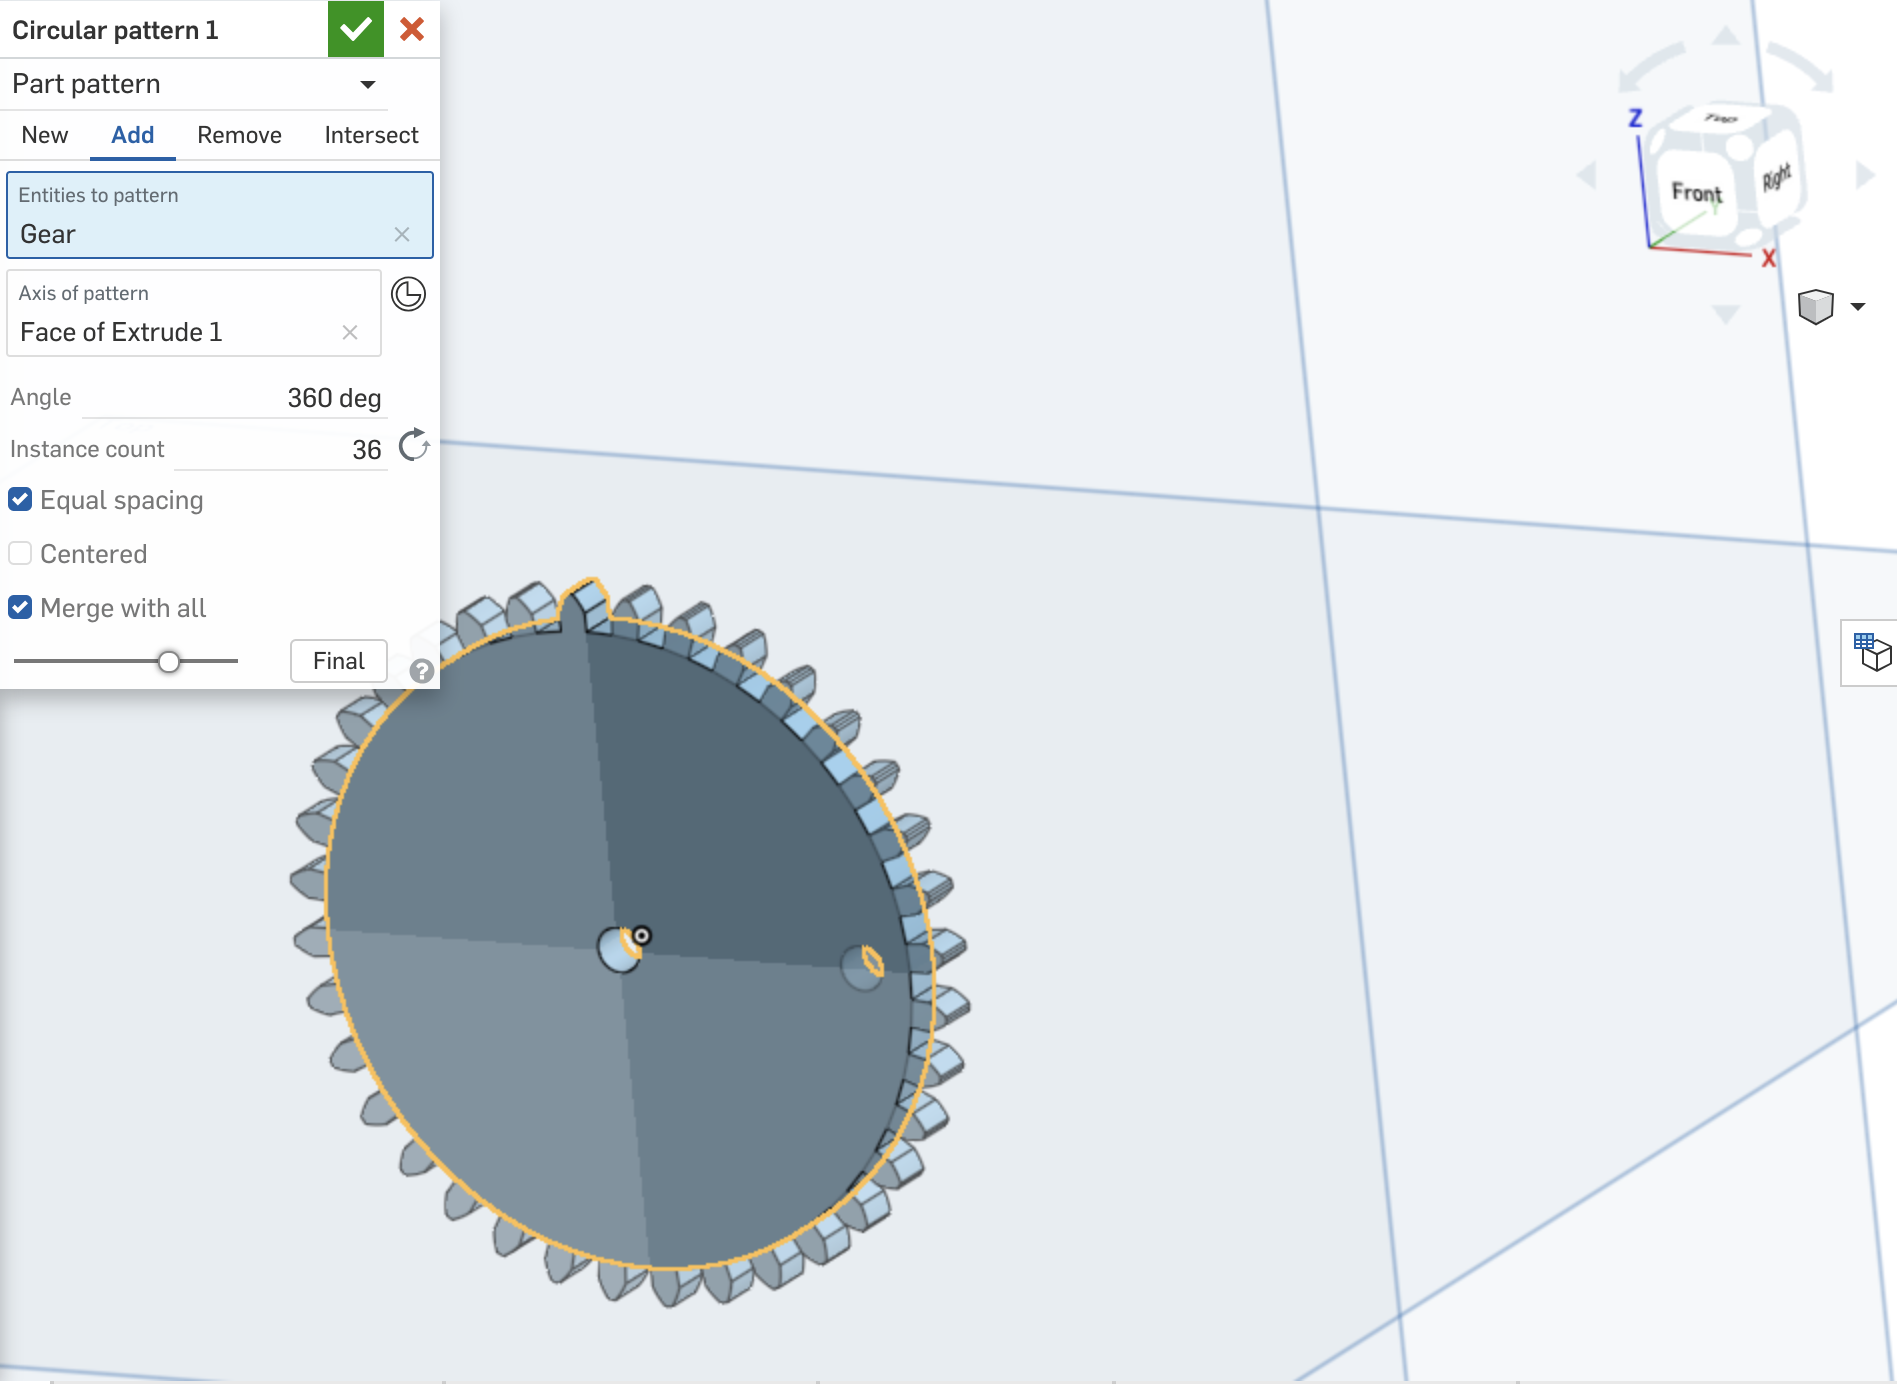 Circular pattern 1
Part pattern
New Add Remove Intersect
Entities to pattern
Gear
Axis of pattern
Face of Extrude 1
Angle 360 deg
Instance count 36
Equal spacing
Centered
Merge with all
Final
?
Z
Top
Front
Right
Y
X